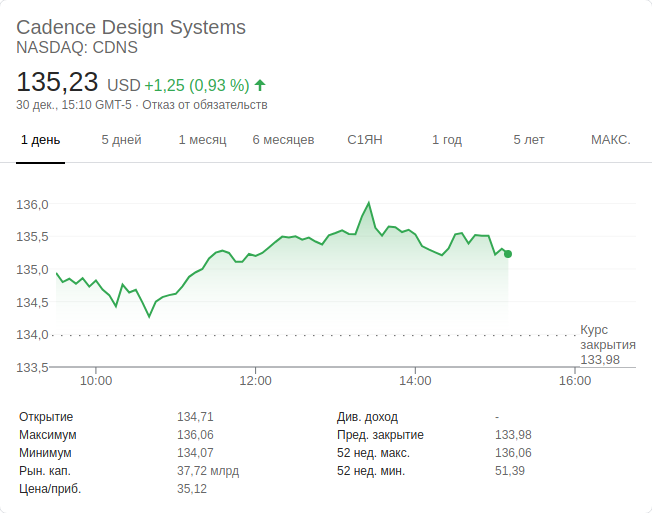 Cadence Design Systems
NASDAQ: CDNS
135,23 USD +1,25 (0,93 %)
30 дек., 15:10 GMT-5 · Отказ от обязательств
1 день 5 дней 1 месяц 6 месяцев С1ЯН 1 год 5 лет МАКС.
136,0
135,5
135,0
134,5
134,0
Курс
закрытия
133,98
133,5
10:00 12:00 14:00 16:00
Открытие 134,71 Див. доход -
Максимум 136,06 Пред. закрытие 133,98
Минимум 134,07 52 нед. макс. 136,06
Рын. кап. 37,72 млрд 52 нед. мин. 51,39
Цена/приб. 35,12